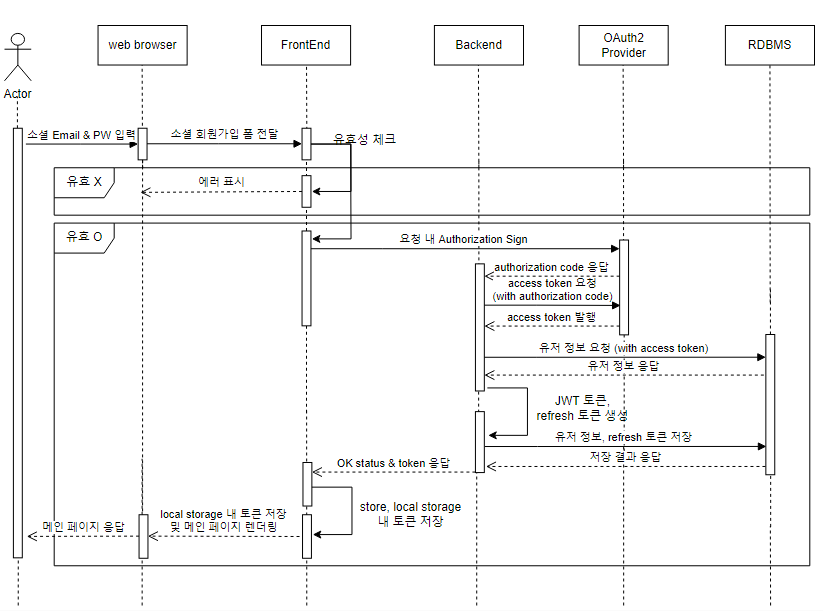 web browser
FrontEnd
Backend
OAuth2
Provider
RDBMS
Actor
소셜 Email & PW 입력
소셜 회원가입 폼 전달
유효성 체크
유효 X
에러 표시
유효 O
요청 내 Authorization Sign
authorization code 응답
access token 요청
(with authorization code)
access token 발행
유저 정보 요청 (with access token)
유저 정보 응답
JWT 토큰,
refresh 토큰 생성
유저 정보, refresh 토큰 저장
저장 결과 응답
OK status & token 응답
store, local storage
내 토큰 저장
local storage 내 토큰 저장
및 메인 페이지 렌더링
메인 페이지 응답